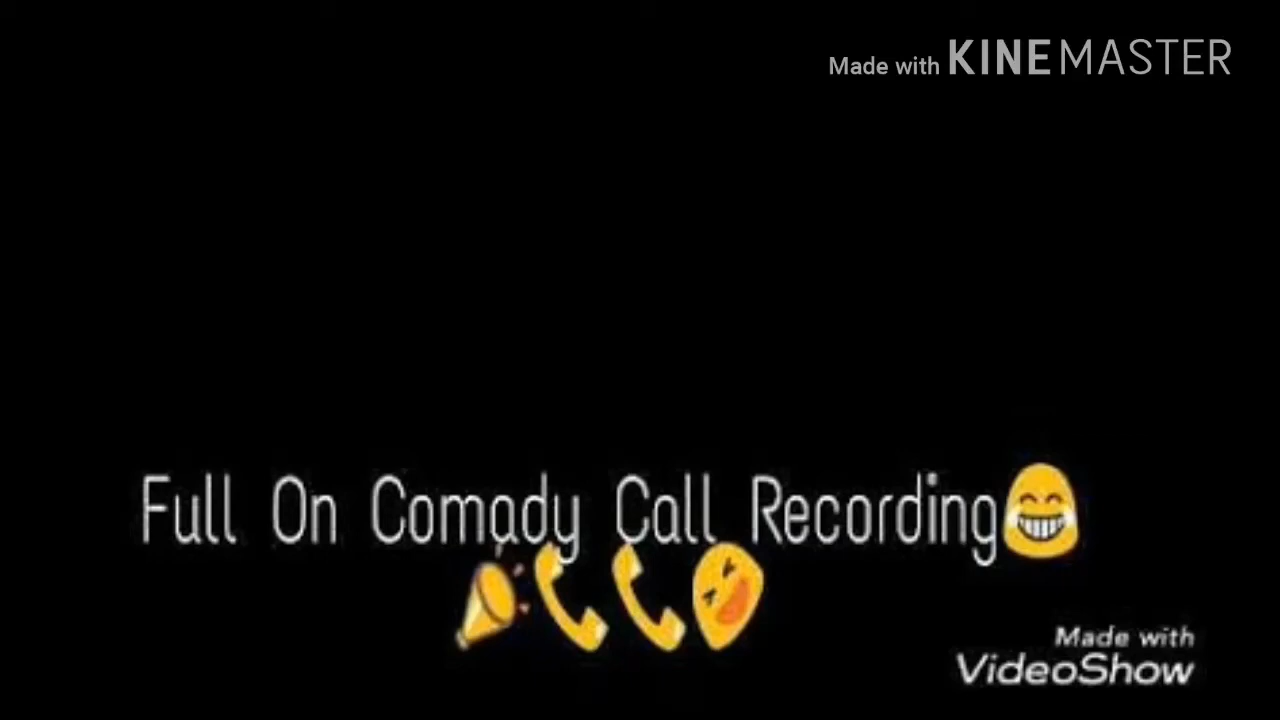 Made with KINEMASTER
Full On Comady Call Recording😂
📣📞📞🤣
Made with
VideoShow